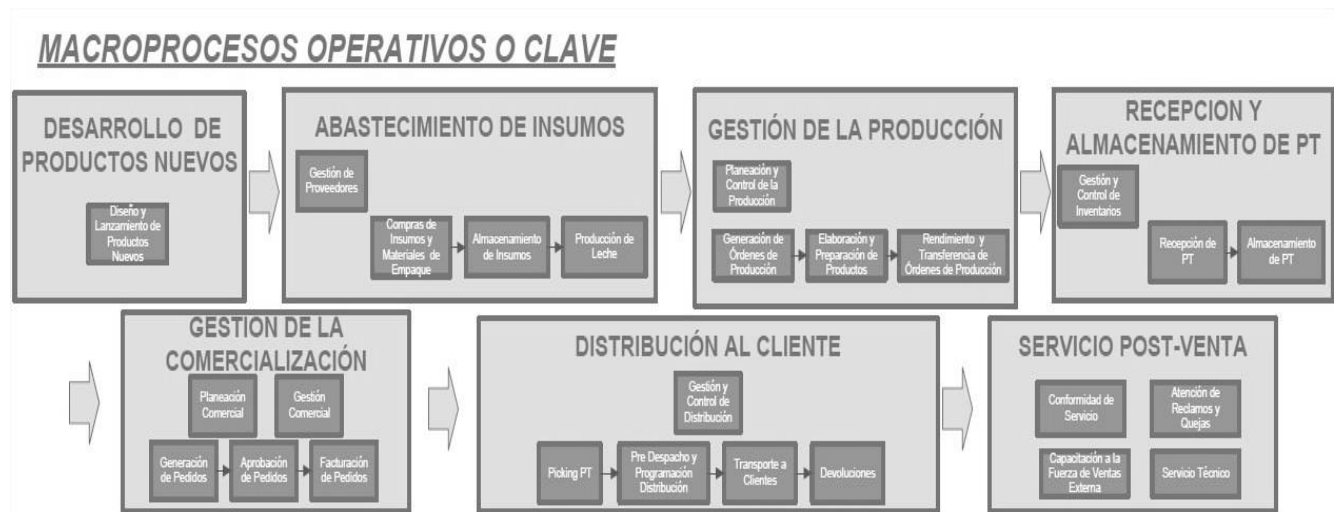 MACROPROCESOS OPERATIVOS O CLAVE
DESARROLLO DE
PRODUCTOS NUEVOS
Diseño y
Lanzamiento de
Productos
Nuevos
ABASTECIMIENTO DE INSUMOS
Gestión de
Proveedores
Compras de
Insumos y
Materiales de
Empaque
Almacenamiento
de Insumos
Producción de
Leche
GESTIÓN DE LA PRODUCCIÓN
Planeación y
Control de la
Producción
Generación de
Órdenes de
Producción
Elaboración y
Preparación de
Productos
Rendimiento y
Transferencia de
Órdenes de Producción
RECEPCION Y
ALMACENAMIENTO DE PT
Gestión y
Control de
Inventarios
Recepción de
PT
Almacenamiento
de PT
GESTION DE LA
COMERCIALIZACIÓN
Planeación
Comercial
Gestión
Comercial
Generación
de Pedidos
Aprobación
de Pedidos
Facturación
de Pedidos
DISTRIBUCIÓN AL CLIENTE
Gestión y
Control de
Distribución
Picking PT
Pre Despacho y
Programación
Distribución
Transporte a
Clientes
Devoluciones
SERVICIO POST-VENTA
Conformidad de
Servicio
Atención de
Reclamos y
Quejas
Capacitación a la
Fuerza de Ventas
Externa
Servicio Técnico